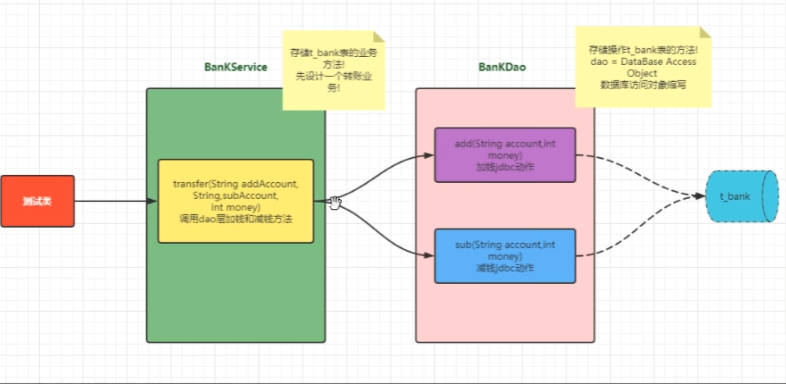 存储t_bank表的业务
方法!
先设计一个转账业
务!
存储操作t_bank表的方法!
dao = DataBase Access
Object
数据库访问对象缩写
BanKService
BanKDao
测试类
transfer(String addAccount,
String,subAccount,
int money)
调用dao层加钱和减钱方法
add(String account,int
money)
加钱jdbc动作
sub(String account,int
money)
减钱jdbc动作
t_bank